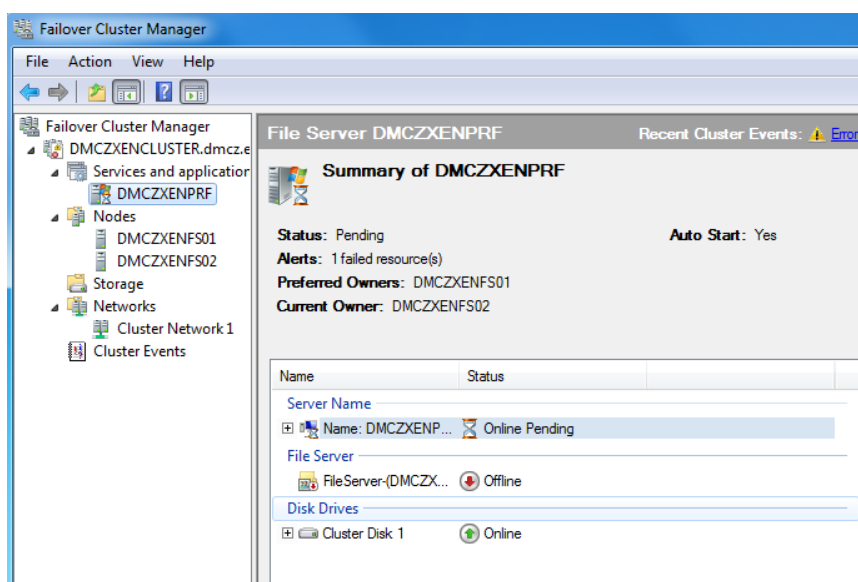 Failover Cluster Manager
File Action View Help
Failover Cluster Manager
DMCZXENCLUSTER.dmcz.e
Services and application
DMCZXENPRF
Nodes
DMCZXENFS01
DMCZXENFS02
Storage
Networks
Cluster Network 1
Cluster Events
File Server DMCZXENPRF Recent Cluster Events: Error
Summary of DMCZXENPRF
Status: Pending Auto Start: Yes
Alerts: 1 failed resource(s)
Preferred Owners: DMCZXENFS01
Current Owner: DMCZXENFS02
Name Status
Server Name
Name: DMCZXENP... Online Pending
File Server
FileServer-(DMCZX... Offline
Disk Drives
Cluster Disk 1 Online